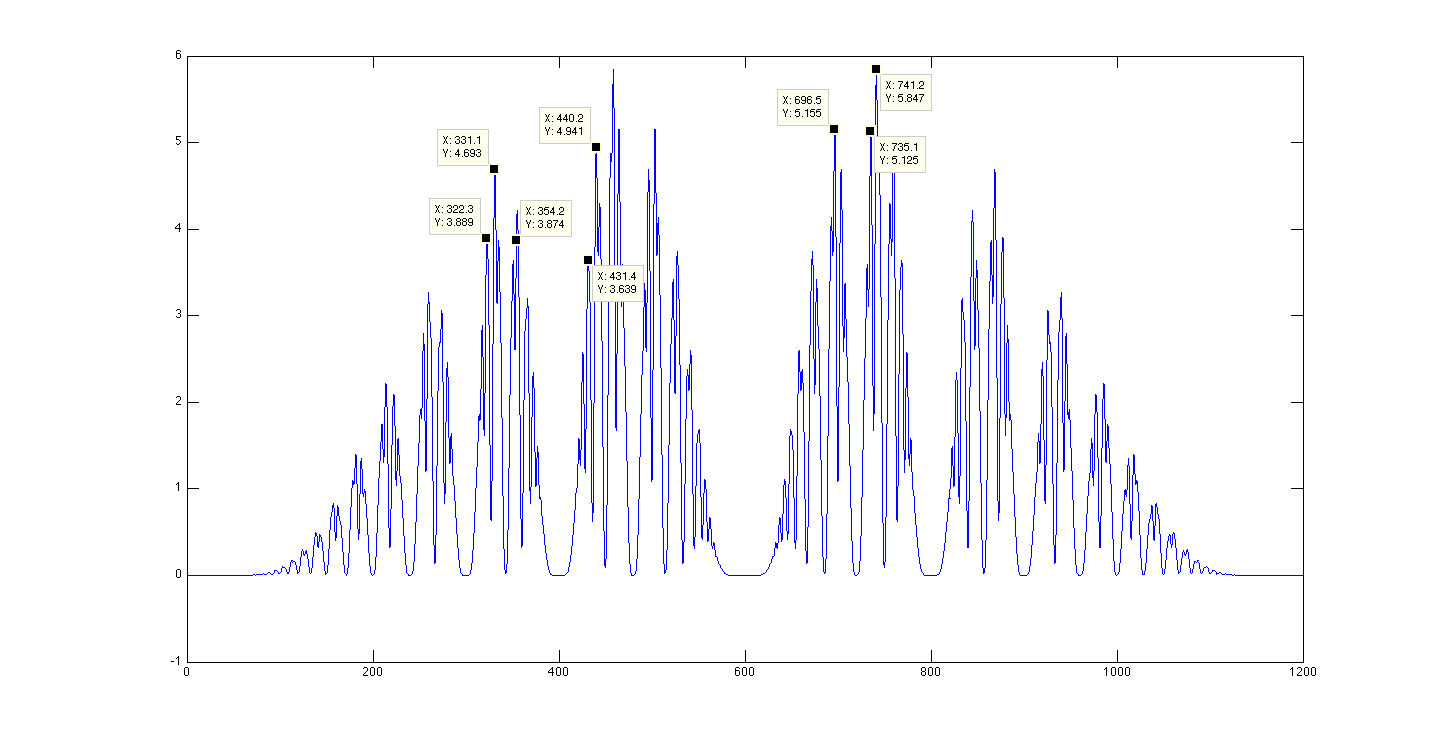 6
5
4
3
2
1
0
-1
X: 322.3
Y: 3.889
X: 331.1
Y: 4.693
X: 354.2
Y: 3.874
X: 431.4
Y: 3.639
X: 440.2
Y: 4.941
X: 696.5
Y: 5.155
X: 735.1
Y: 5.125
X: 741.2
Y: 5.847
0
200
400
600
800
1000
1200